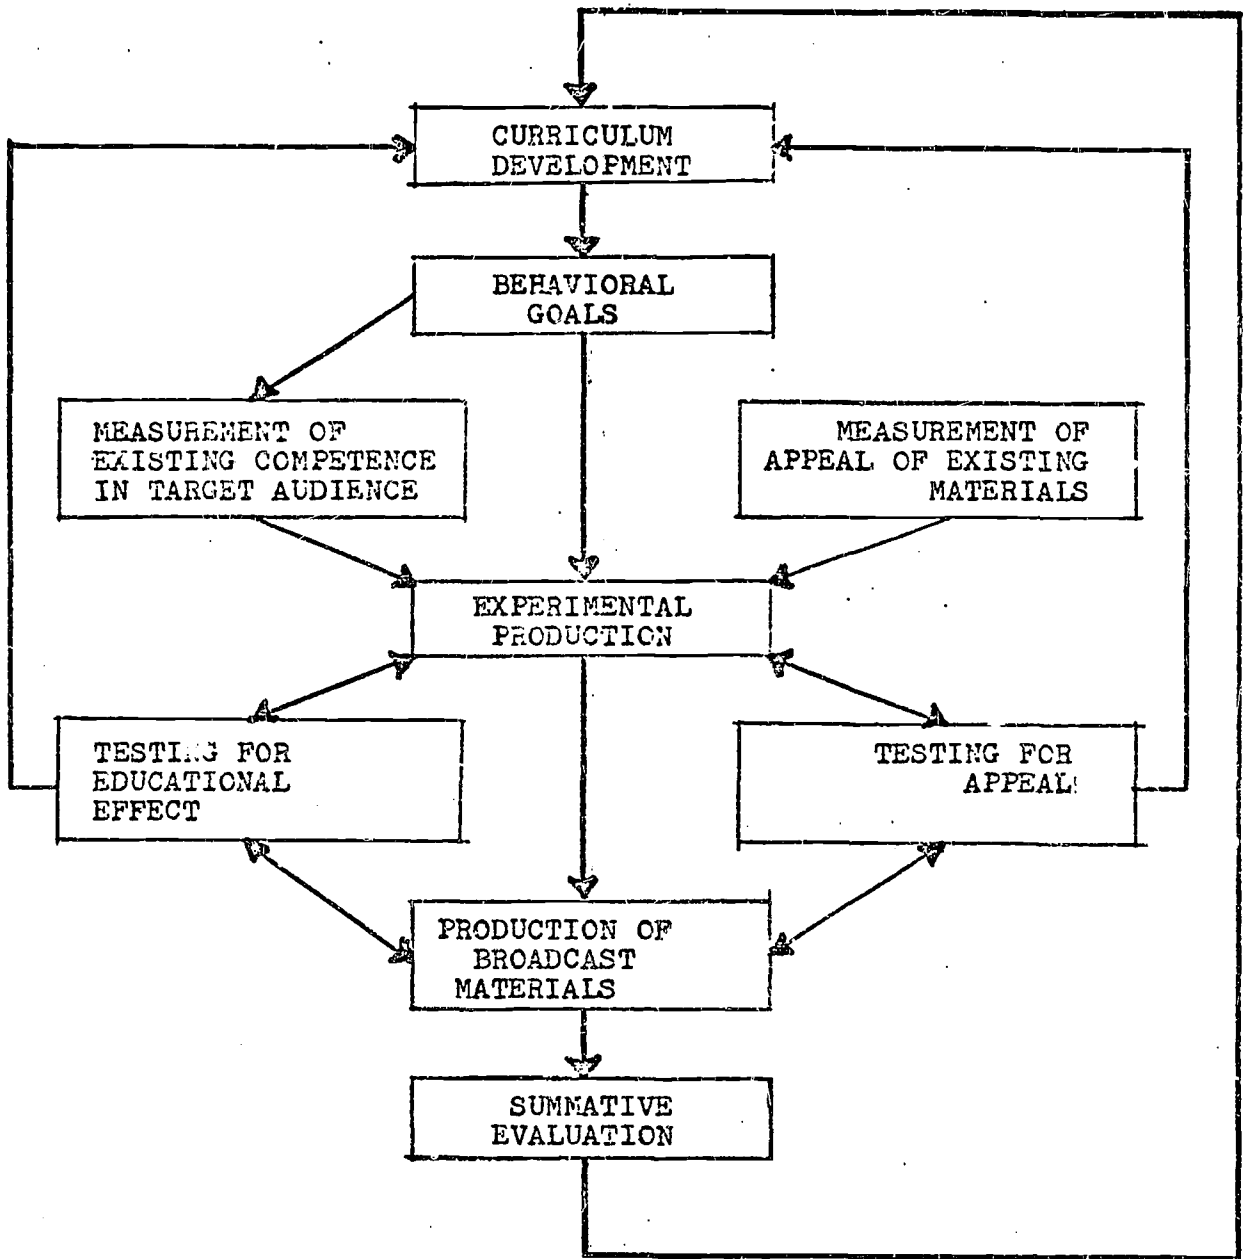 CURRICULUM
DEVELOPMENT
BEHAVIORAL
GOALS
MEASUREMENT OF
EXISTING COMPETENCE
IN TARGET AUDIENCE
MEASUREMENT OF
APPEAL OF EXISTING
MATERIALS
EXPERIMENTAL
PRODUCTION
TESTING FOR
EDUCATIONAL
EFFECT
TESTING FOR
APPEAL
PRODUCTION OF
BROADCAST
MATERIALS
SUMMATIVE
EVALUATION